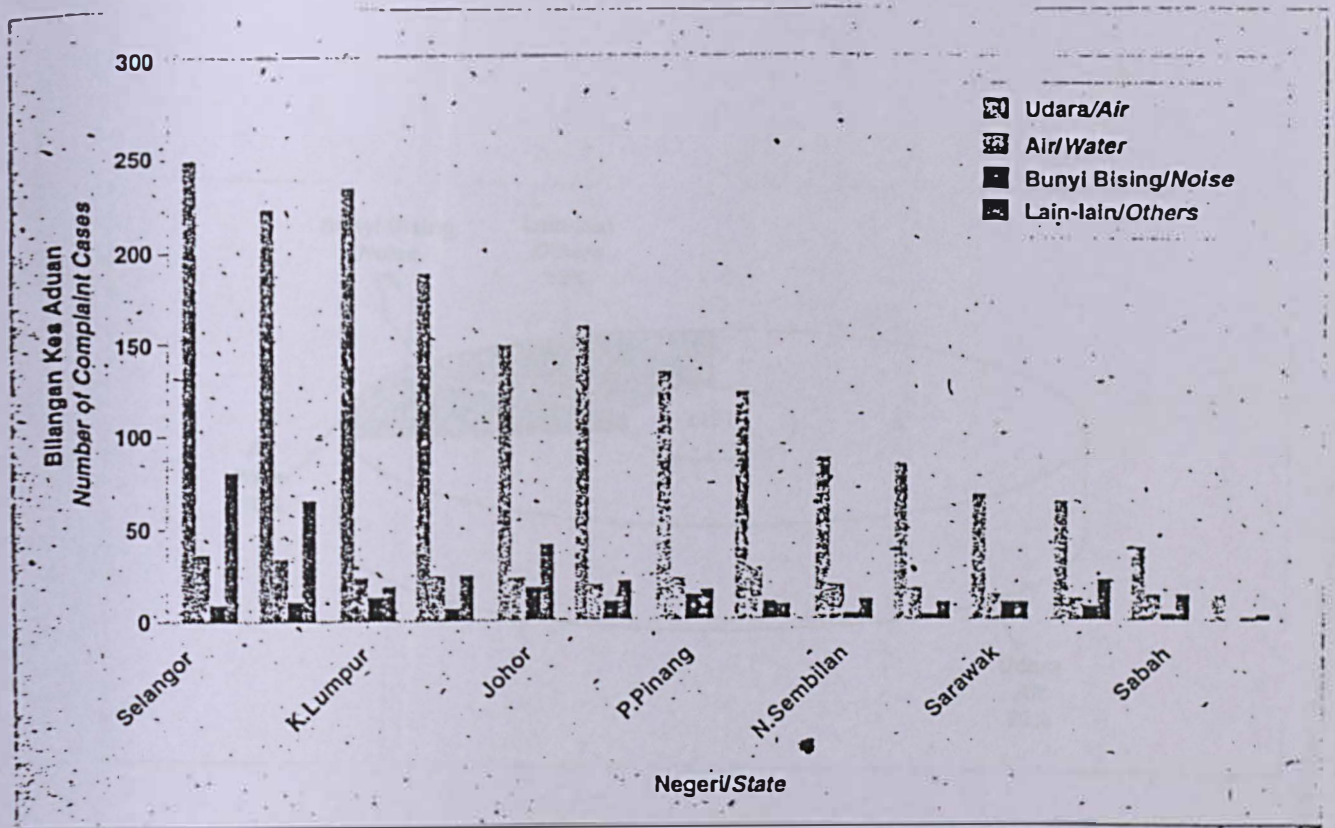 300
250
200
150
100
50
0
Bilangan Kes Aduan
Number of Complaint Cases
Udara/Air
Air/Water
Bunyi Bising/Noise
Lain-lain/Others
Selangor
K.Lumpur
Johor
P.Pinang
N.Sembilan
Sarawak
Sabah
Negeri/State